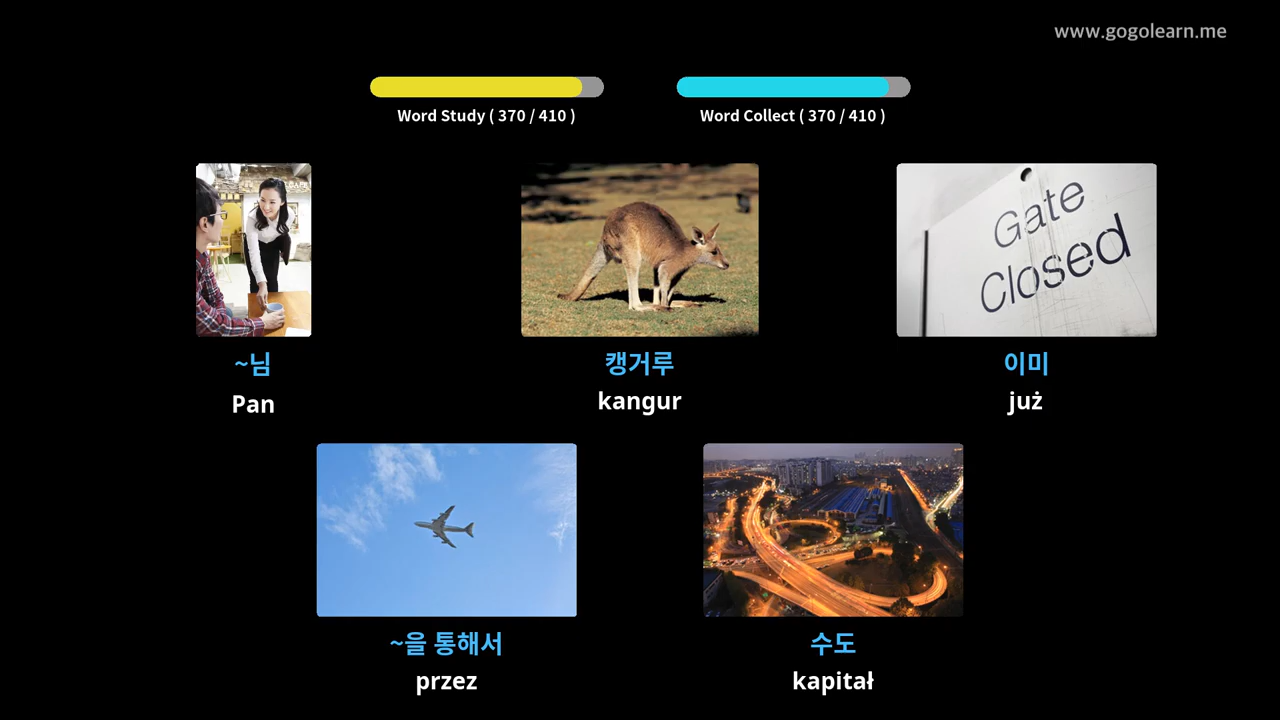 www.gogolearn.me
Word Study ( 370 / 410 )
Word Collect ( 370 / 410 )
Gate
Closed
~님
Pan
캥거루
kangur
이미
już
~을 통해서
przez
수도
kapitał